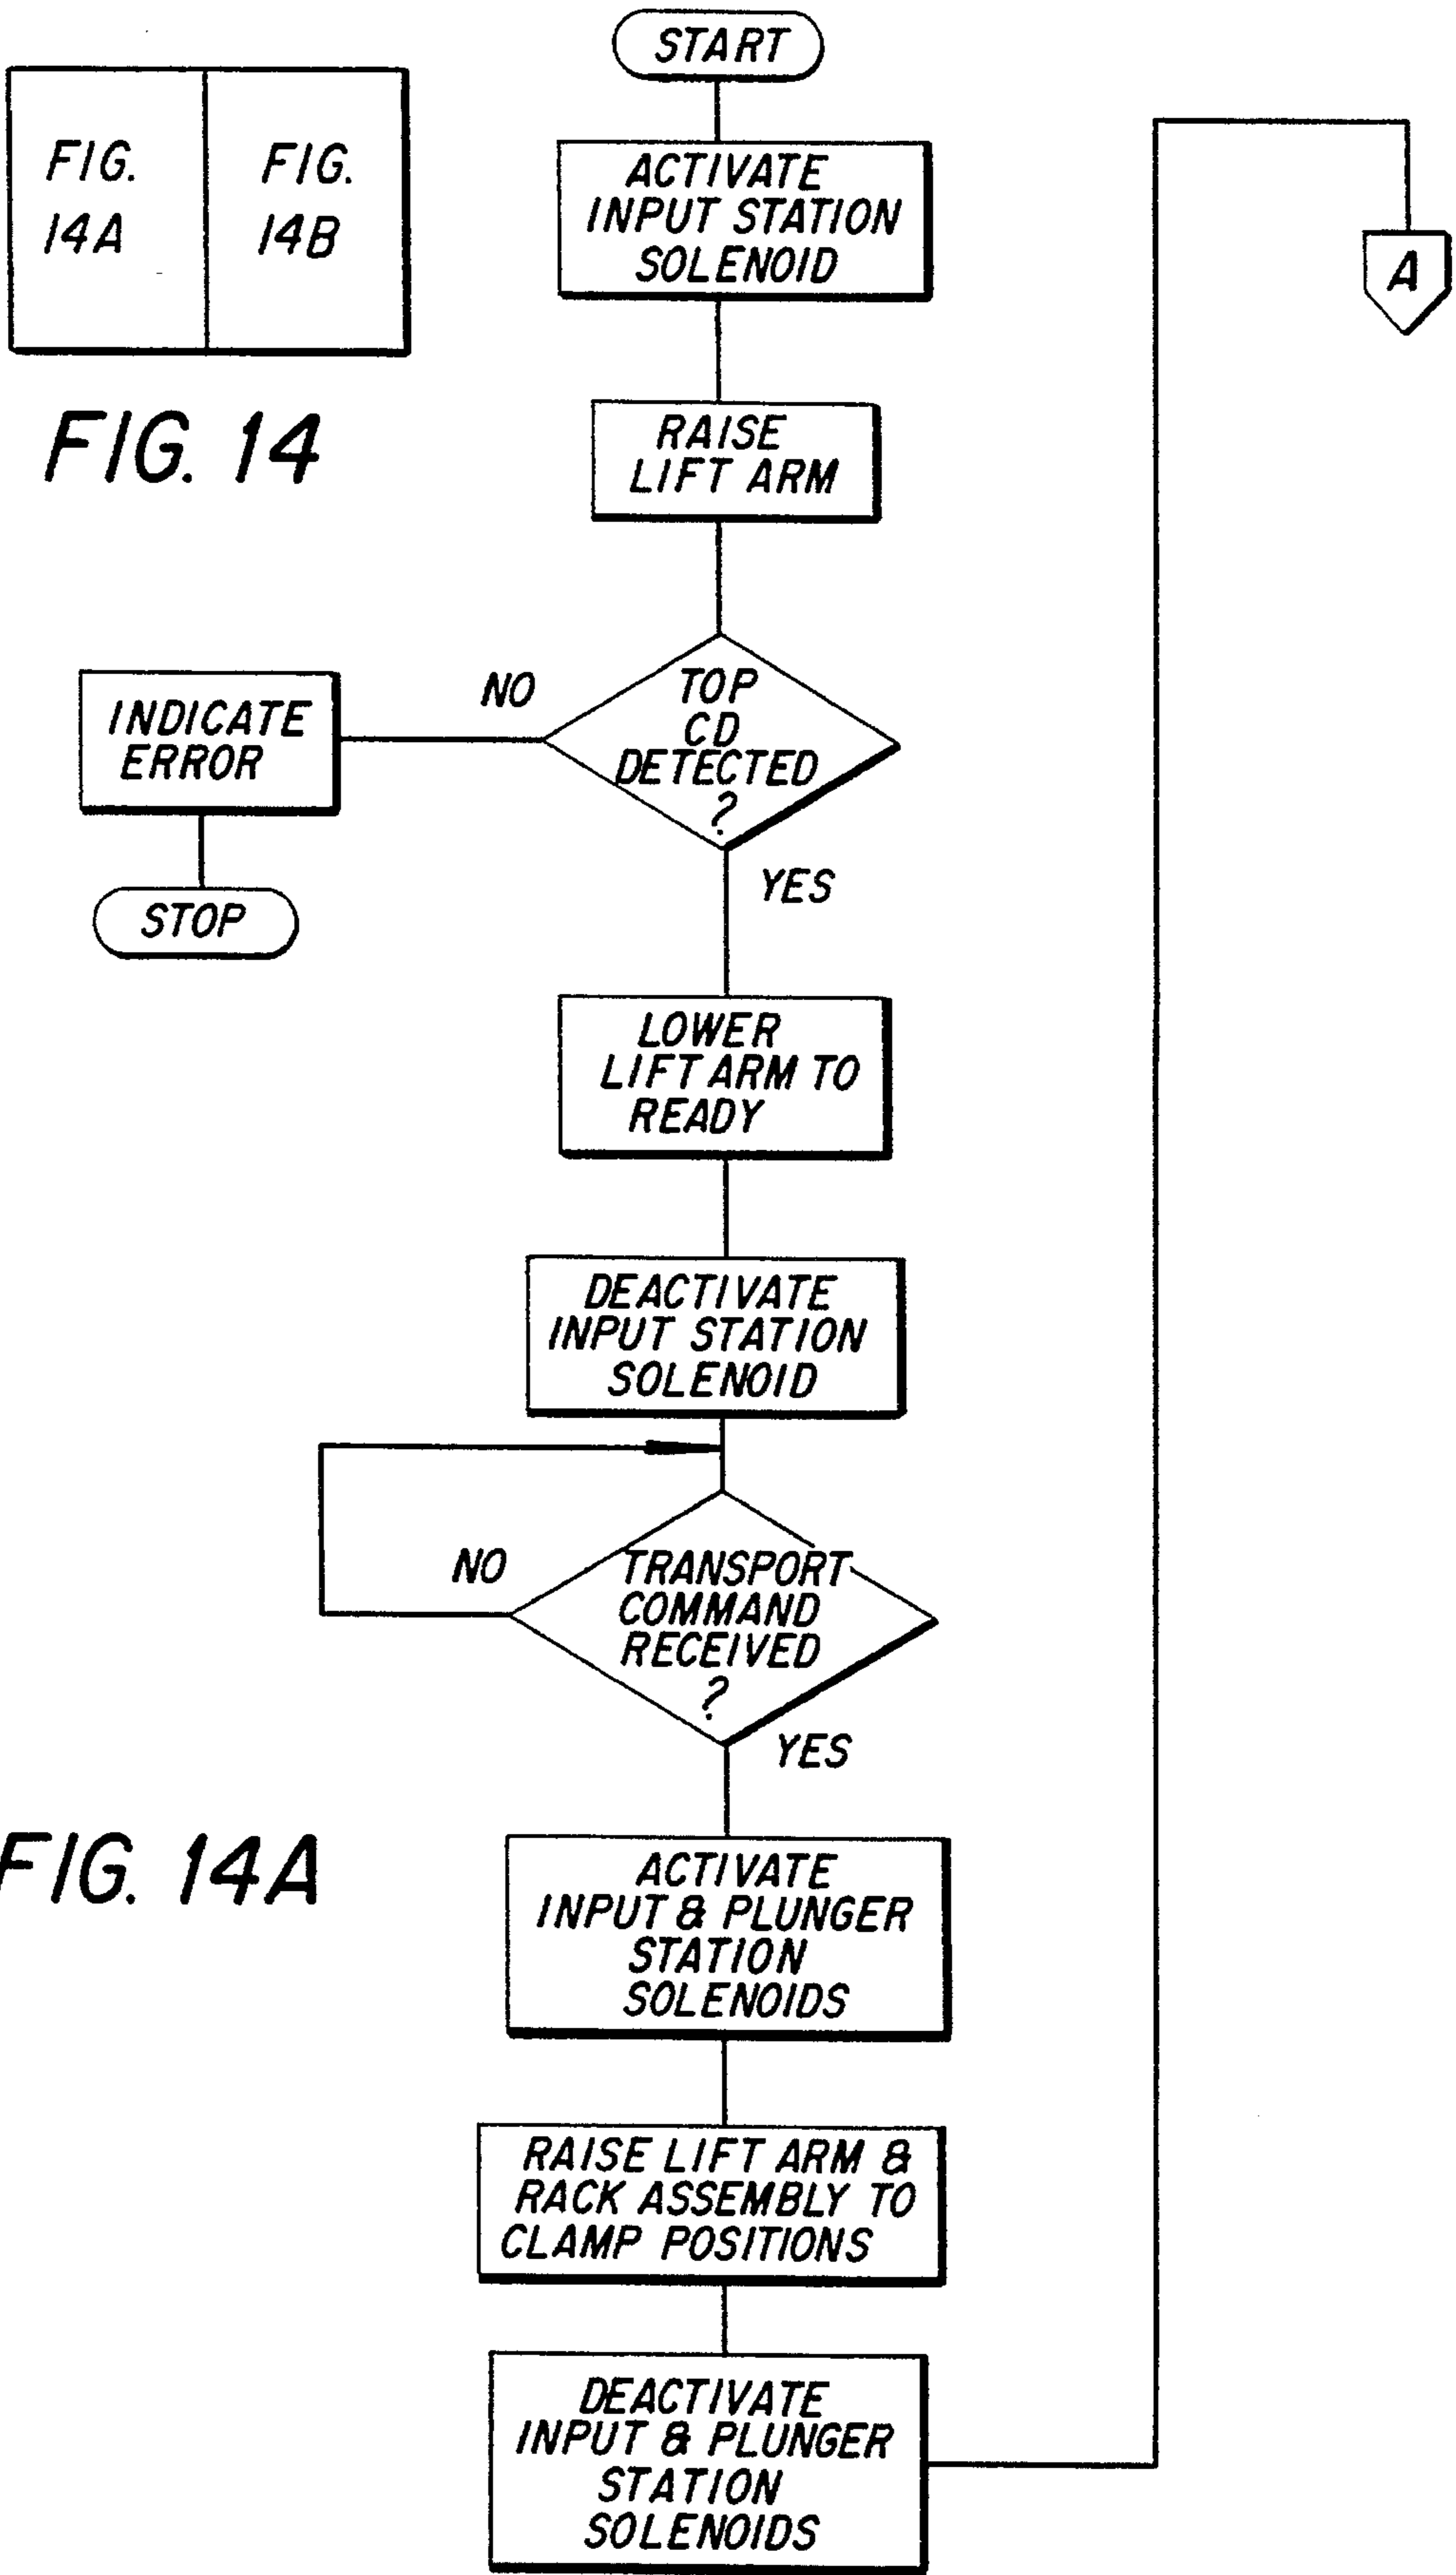 START
FIG.
14A
FIG.
14B
FIG. 14
ACTIVATE
INPUT STATION
SOLENOID
A
RAISE
LIFT ARM
TOP
CD
DETECTED
?
NO
INDICATE
ERROR
STOP
YES
LOWER
LIFT ARM TO
READY
DEACTIVATE
INPUT STATION
SOLENOID
NO
TRANSPORT
COMMAND
RECEIVED
?
YES
FIG. 14A
ACTIVATE
INPUT & PLUNGER
STATION
SOLENOIDS
RAISE LIFT ARM &
RACK ASSEMBLY TO
CLAMP POSITIONS
DEACTIVATE
INPUT & PLUNGER
STATION
SOLENOIDS